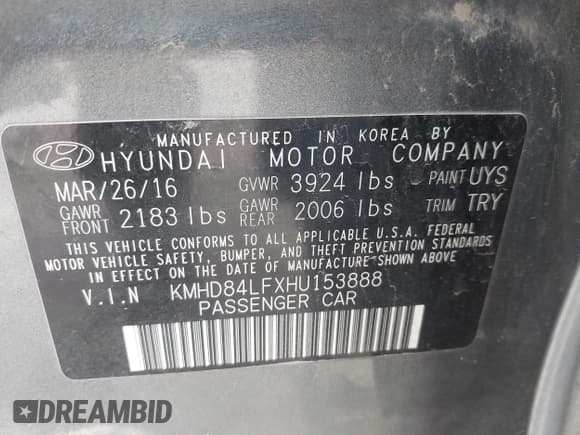 MANUFACTURED IN KOREA BY
HYUNDAI MOTOR COMPANY
MAR/26/16 GVWR 3924 lbs PAINT UYS
GAWR FRONT 2183 lbs GAWR REAR 2006 lbs TRIM TRY
THIS VEHICLE CONFORMS TO ALL APPLICABLE U.S.A. FEDERAL
MOTOR VEHICLE SAFETY, BUMPER, AND THEFT PREVENTION STANDARDS
IN EFFECT ON THE DATE OF MANUFACTURE SHOWN ABOVE.
V.I.N KMHD84LFXHU153888
PASSENGER CAR
DREAMBID